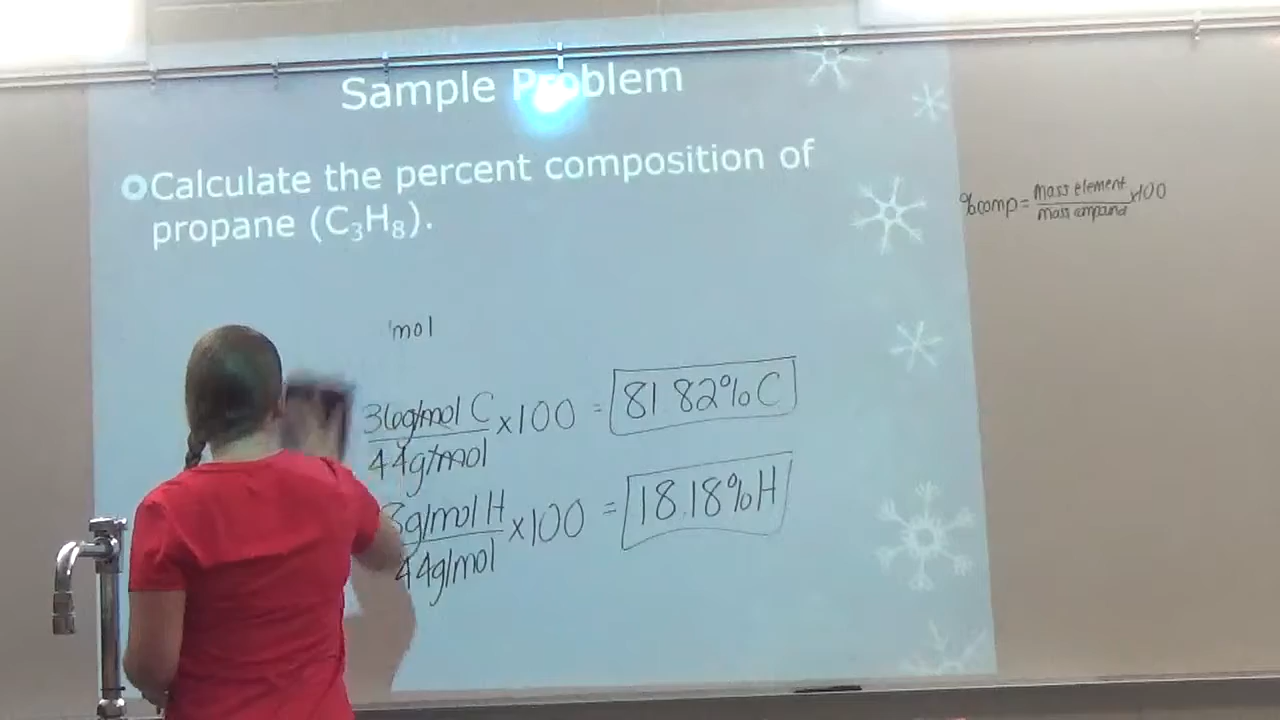 Sample Problem
Calculate the percent composition of
propane (C₃H₈).
%comp = mass element / mass compound x100
mol
36g/mol C / 44g/mol x100 = 81.82% C
8g/mol H / 44g/mol x100 = 18.18% H